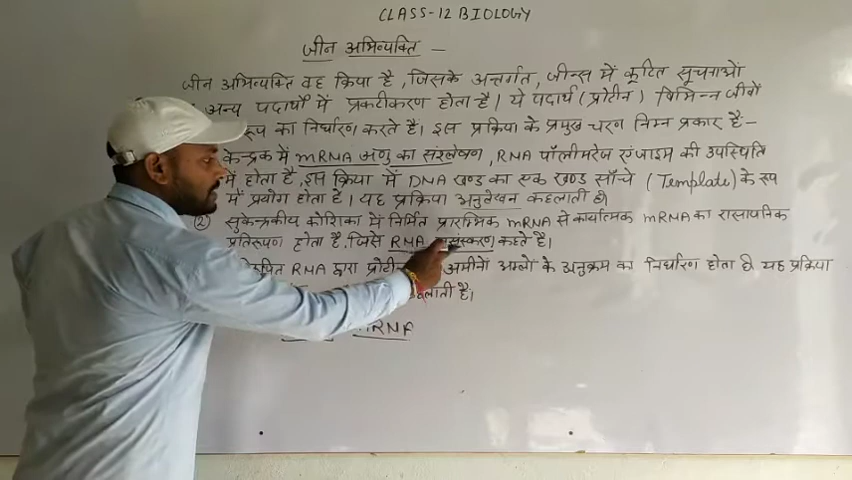 CLASS-12 BIOLOGY
जीन अभिव्यक्ति –
जीन अभिव्यक्ति वह क्रिया है, जिसके अन्तर्गत, जीन्स में कूटित सूचनाओं
अन्य पदार्थों में प्रकटीकरण होता है। ये पदार्थ (प्रोटीन) विभिन्न जीवों
का निर्धारण करते है। इस प्रक्रिया के प्रमुख चरण निम्न प्रकार है–
केन्द्रक में mRNA अणु का संश्लेषण, RNA पॉलीमरेज एंजाइम की उपस्थिति
में होता है, इस क्रिया में DNA खण्ड का एक खण्ड साँचे (Template) के रूप
में प्रयोग होता है। यह प्रक्रिया अनुलेखन कहलाती है।
② सुकेन्द्रकीय कोशिका में निर्मित प्रारम्भिक mRNA से कार्यात्मक mRNA का रासायनिक
प्रतिरूपण होता है, जिसे RNA कहते है।
RNA द्वारा अमीनो अम्लो के अनुक्रम का निर्धारण होता है। यह प्रक्रिया
है।
mRNA